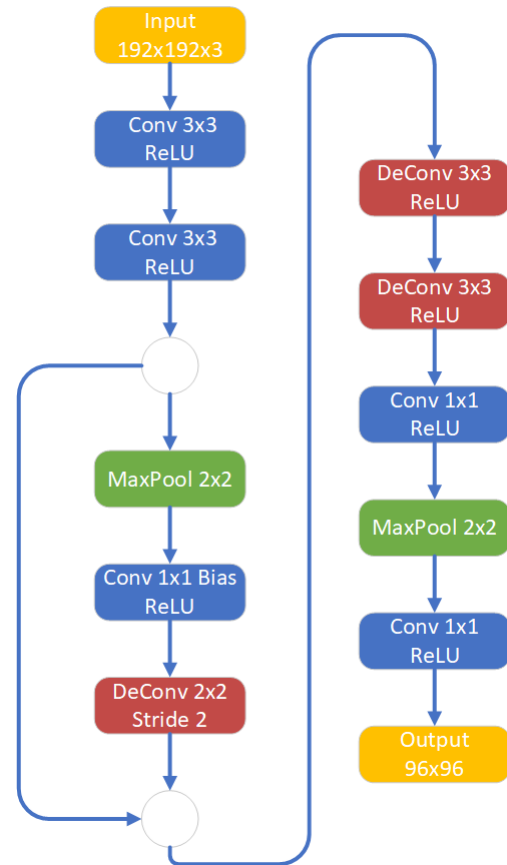 Input
192x192x3
Conv 3x3
ReLU
Conv 3x3
ReLU
MaxPool 2x2
Conv 1x1 Bias
ReLU
DeConv 2x2
Stride 2
DeConv 3x3
ReLU
DeConv 3x3
ReLU
Conv 1x1
ReLU
MaxPool 2x2
Conv 1x1
ReLU
Output
96x96